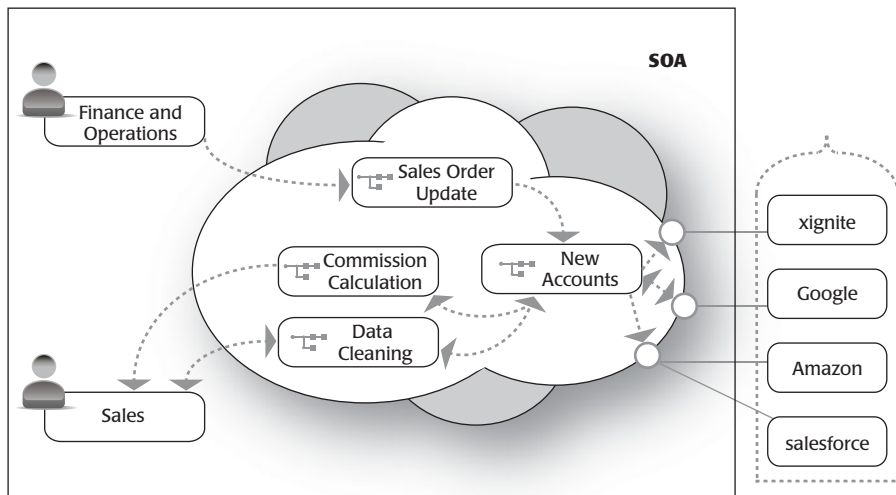 SOA
Finance and
Operations
Sales Order
Update
xignite
Commission
Calculation
New
Accounts
Google
Data
Cleaning
Amazon
Sales
salesforce